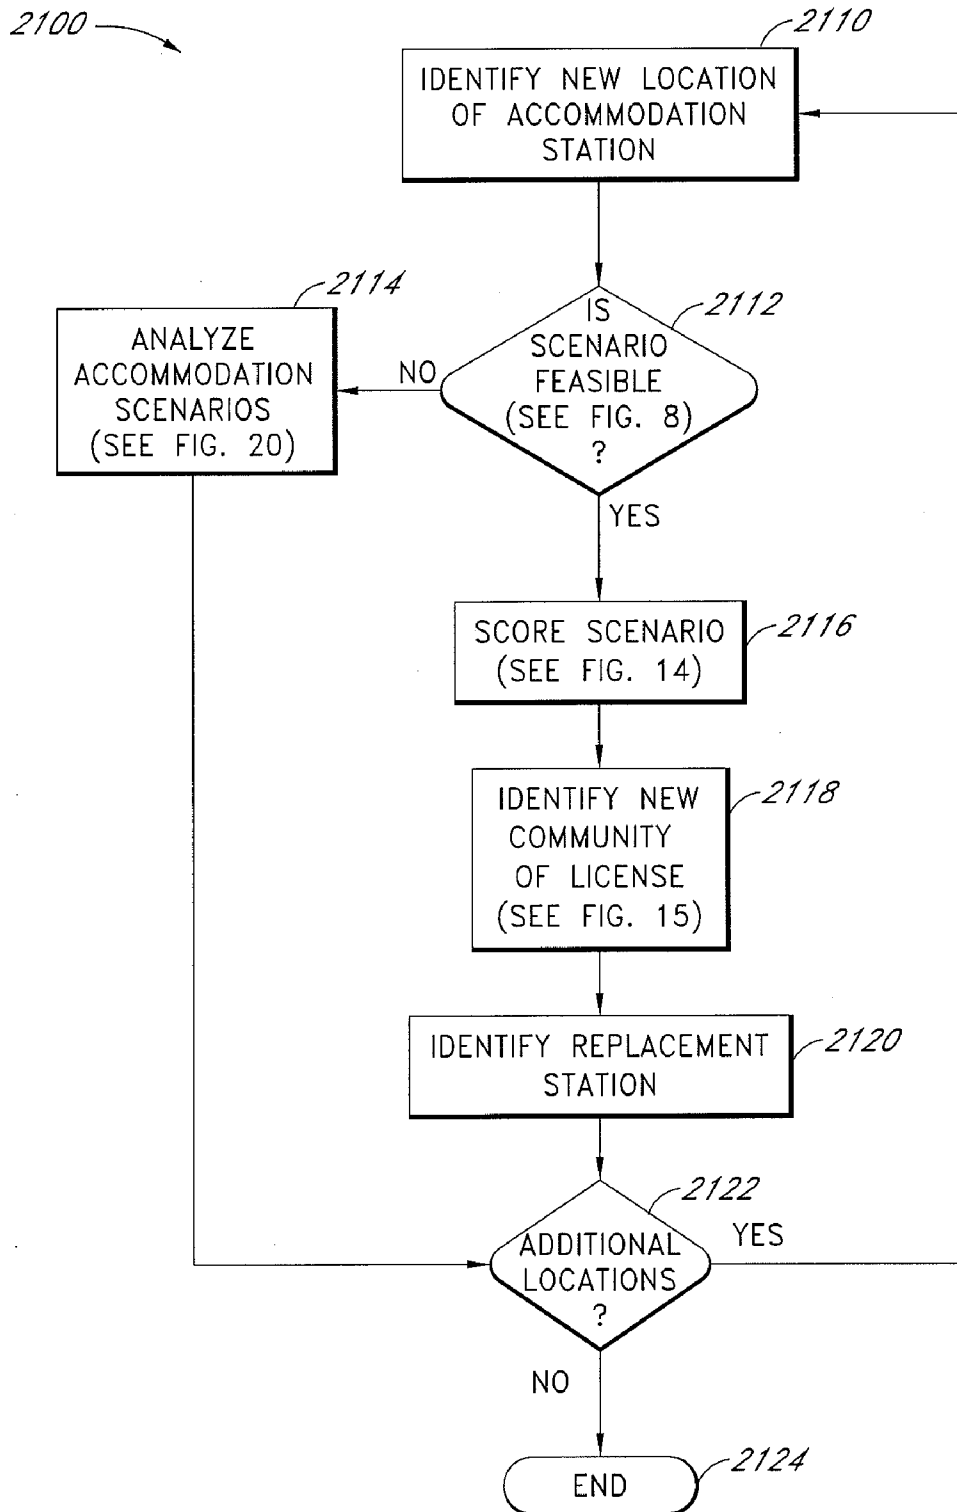 2100
2110
IDENTIFY NEW LOCATION
OF ACCOMMODATION
STATION
2112
IS
SCENARIO
FEASIBLE
(SEE FIG. 8)
?
NO
2114
ANALYZE
ACCOMMODATION
SCENARIOS
(SEE FIG. 20)
YES
2116
SCORE SCENARIO
(SEE FIG. 14)
2118
IDENTIFY NEW
COMMUNITY
OF LICENSE
(SEE FIG. 15)
2120
IDENTIFY REPLACEMENT
STATION
2122
ADDITIONAL
LOCATIONS
?
YES
NO
2124
END